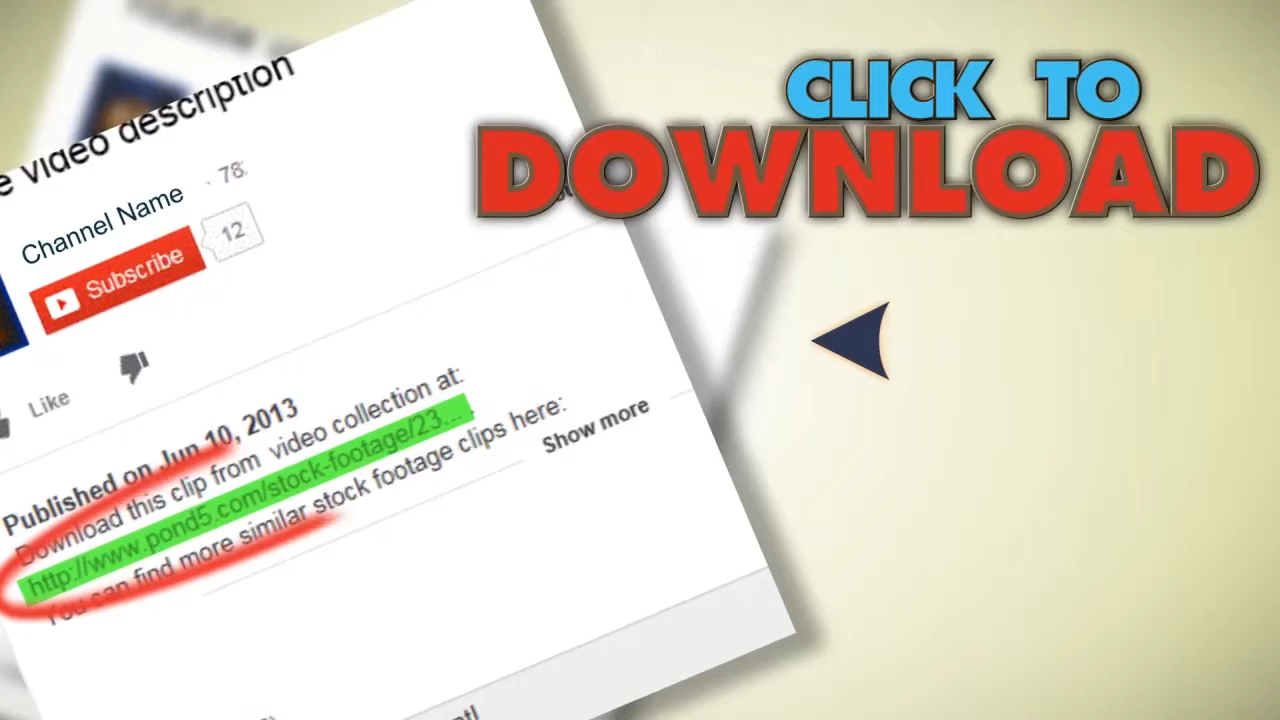 CLICK TO
DOWNLOAD
e video description
Channel Name
Subscribe
12
Like
Published on Jun 10, 2013
Download this clip from video collection at:
http://www.pond5.com/stock-footage/23...
You can find more similar stock footage clips here:
Show more